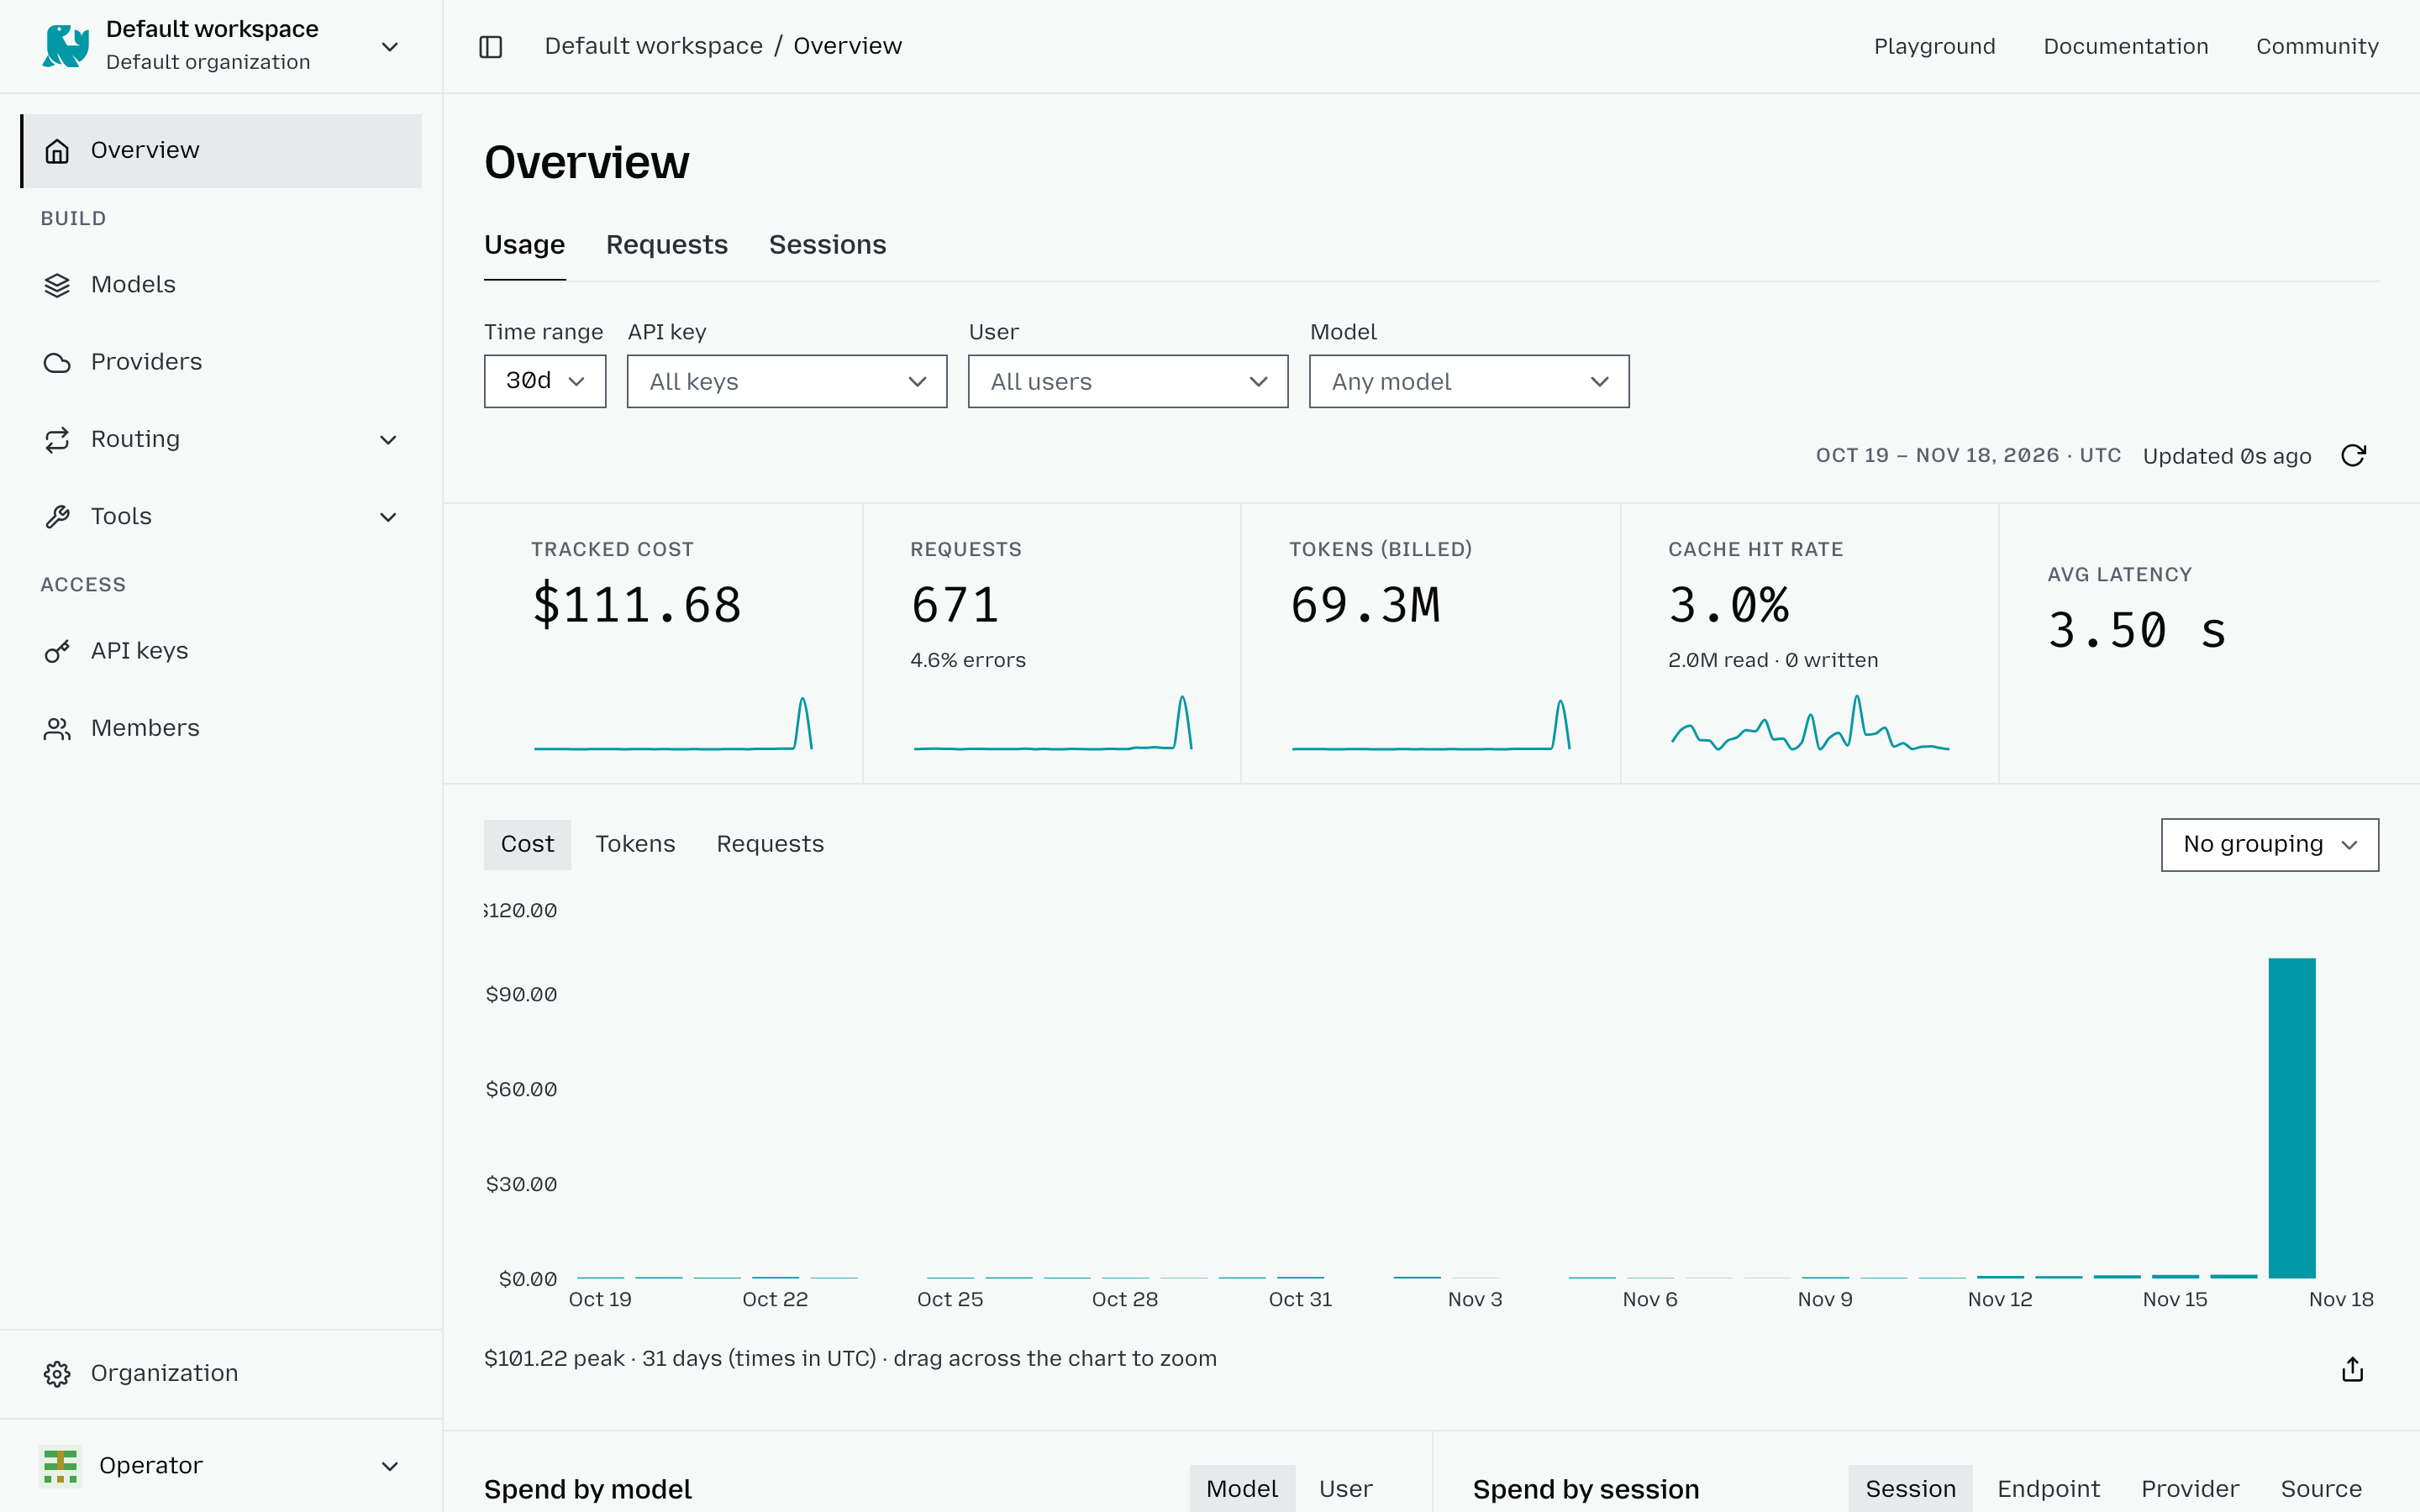 Default workspace
Default organization
Default workspace / Overview
Playground
Documentation
Community
Overview
BUILD
Models
Providers
Routing
Tools
ACCESS
API keys
Members
Organization
Operator
Overview
Usage
Requests
Sessions
Time range
API key
User
Model
30d
All keys
All users
Any model
OCT 19 – NOV 18, 2026 · UTC
Updated 0s ago
TRACKED COST
$111.68
REQUESTS
671
4.6% errors
TOKENS (BILLED)
69.3M
CACHE HIT RATE
3.0%
2.0M read · 0 written
AVG LATENCY
3.50 s
Cost
Tokens
Requests
No grouping
$120.00
$90.00
$60.00
$30.00
$0.00
Oct 19
Oct 22
Oct 25
Oct 28
Oct 31
Nov 3
Nov 6
Nov 9
Nov 12
Nov 15
Nov 18
$101.22 peak · 31 days (times in UTC) · drag across the chart to zoom
Spend by model
Model
User
Spend by session
Session
Endpoint
Provider
Source